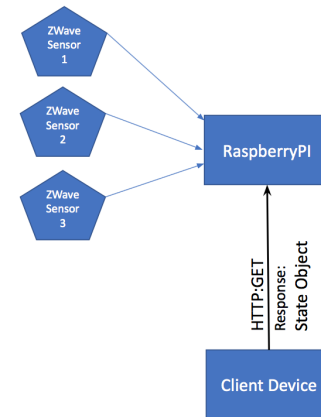 ZWave
Sensor
1
ZWave
Sensor
2
ZWave
Sensor
3
RaspberryPI
HTTP:GET
Response:
State Object
Client Device